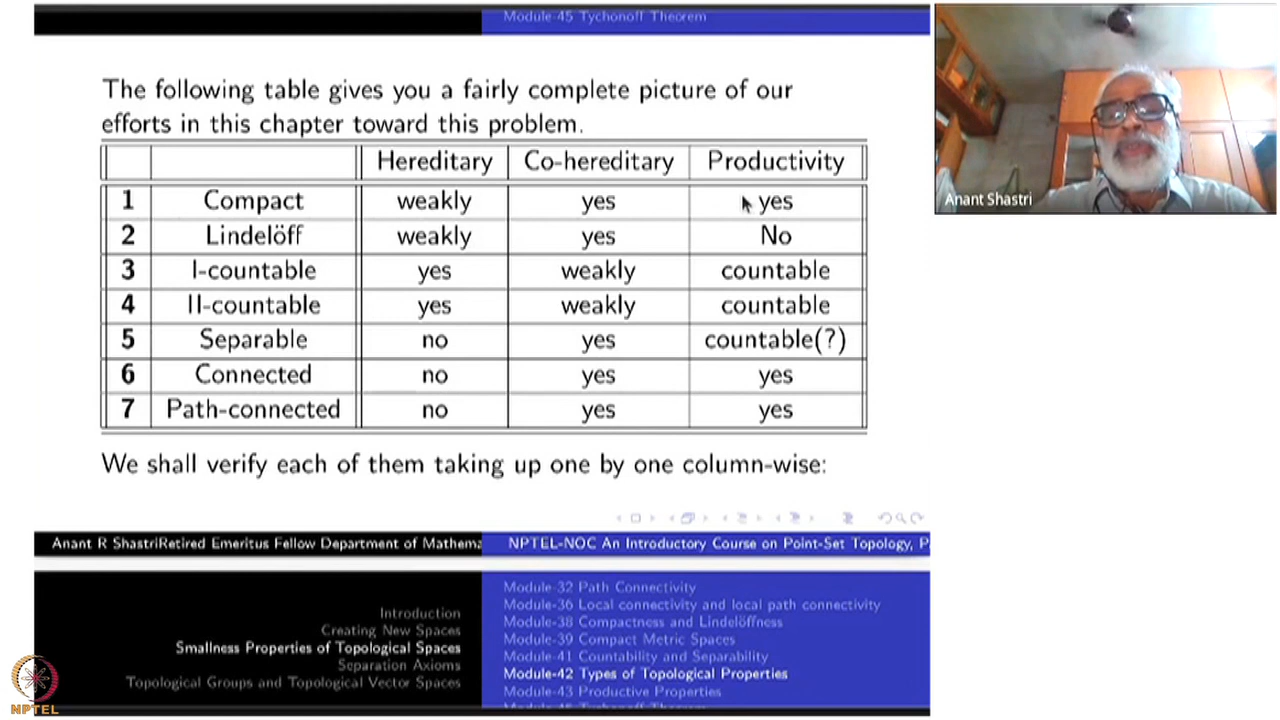 Module-45 Tychonoff Theorem
The following table gives you a fairly complete picture of our
efforts in this chapter toward this problem.
Hereditary Co-hereditary Productivity
1 Compact weakly yes yes
2 Lindelöff weakly yes No
3 I-countable yes weakly countable
4 II-countable yes weakly countable
5 Separable no yes countable(?)
6 Connected no yes yes
7 Path-connected no yes yes
We shall verify each of them taking up one by one column-wise:
Anant Shastri
Anant R ShastriRetired Emeritus Fellow Department of Mathema
NPTEL-NOC An Introductory Course on Point-Set Topology, P
Introduction
Creating New Spaces
Smallness Properties of Topological Spaces
Separation Axioms
Topological Groups and Topological Vector Spaces
Module-32 Path Connectivity
Module-36 Local connectivity and local path connectivity
Module-38 Compactness and Lindelöffness
Module-39 Compact Metric Spaces
Module-41 Countability and Separability
Module-42 Types of Topological Properties
Module-43 Productive Properties
Module-45 Tychonoff Theorem
NPTEL